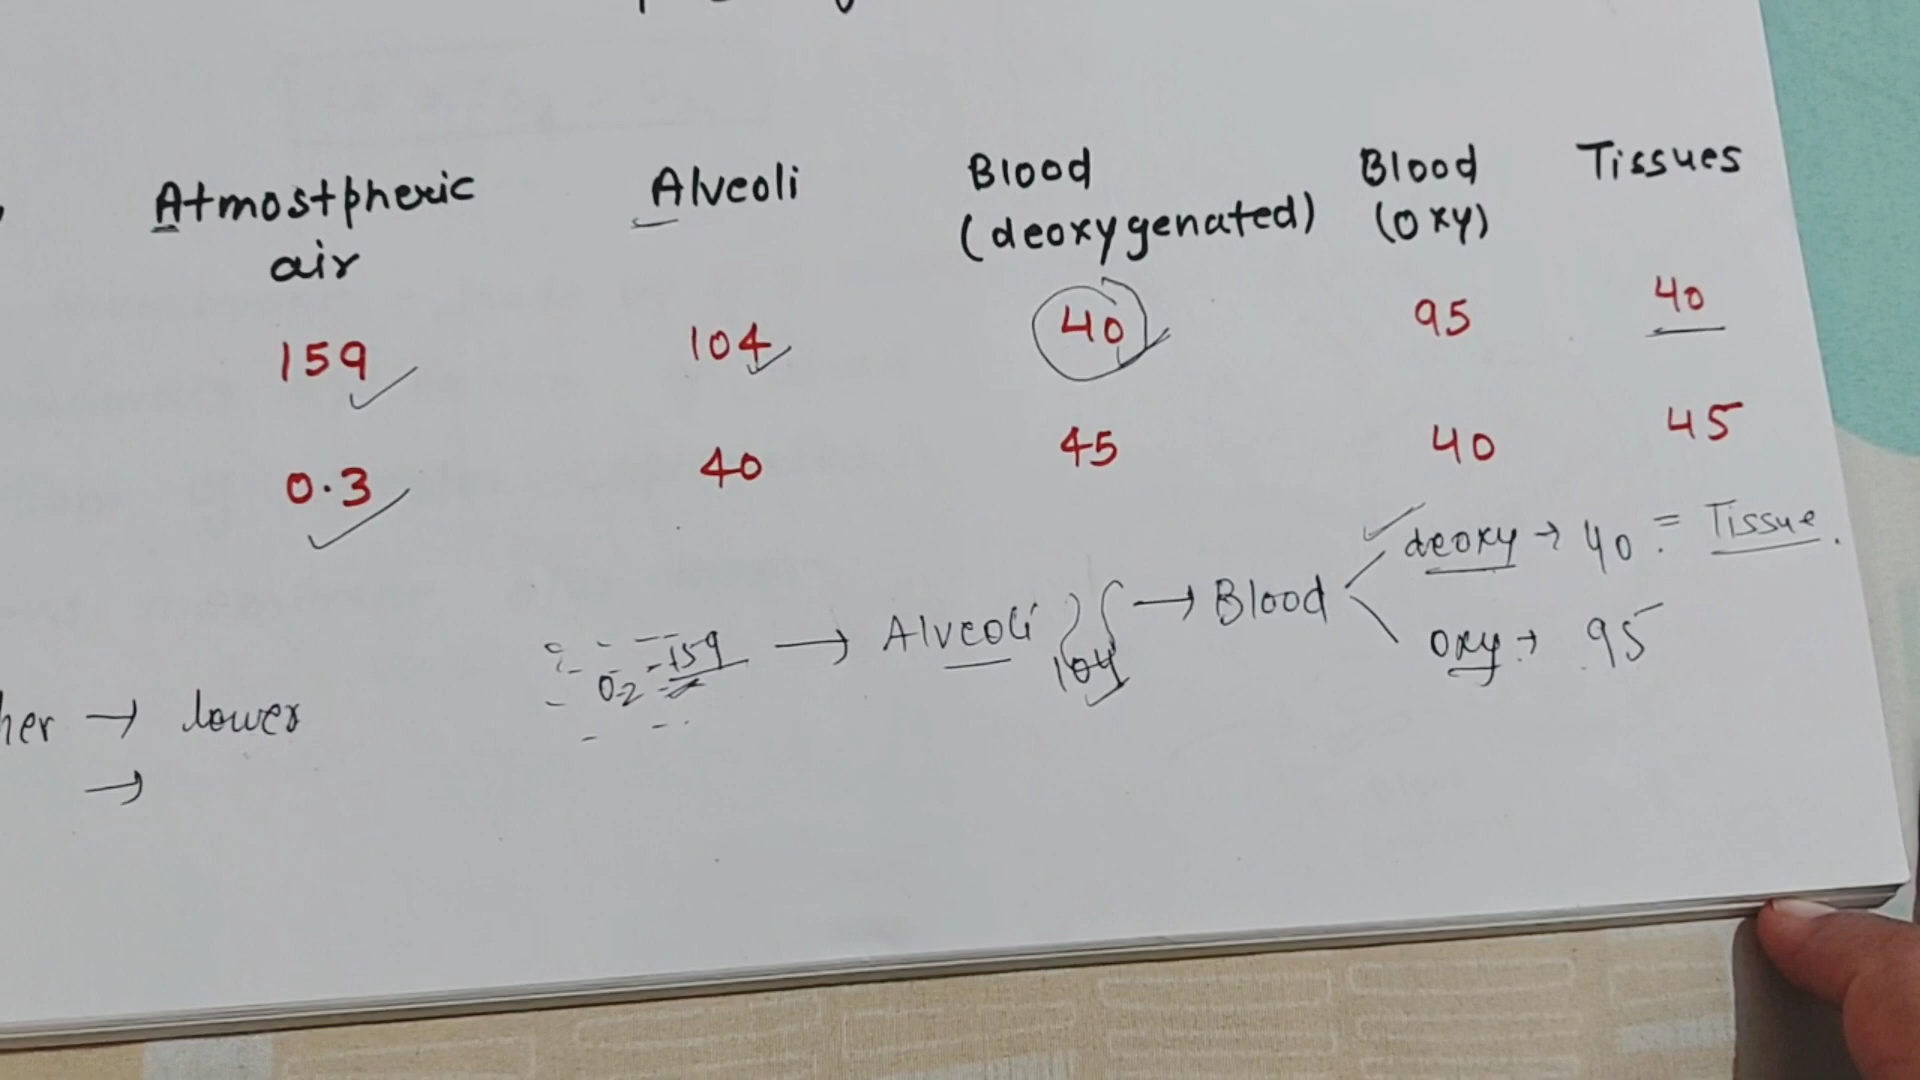 Atmostpheric air Alveoli Blood (deoxygenated) Blood (oxy) Tissues
159 104 40 95 40
0.3 40 45 40 45
O2 159 → Alveoli 104 → Blood
deoxy → 40 = Tissue.
oxy → 95
her → lower
→